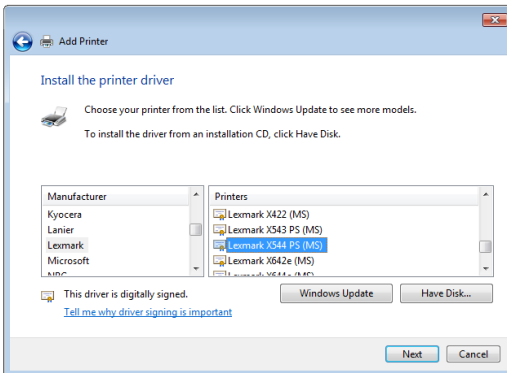 Add Printer
Install the printer driver
Choose your printer from the list. Click Windows Update to see more models.
To install the driver from an installation CD, click Have Disk.
Manufacturer
Kyocera
Lanier
Lexmark
Microsoft
Printers
Lexmark X422 (MS)
Lexmark X543 PS (MS)
Lexmark X544 PS (MS)
Lexmark X642e (MS)
This driver is digitally signed.
Tell me why driver signing is important
Windows Update
Have Disk...
Next
Cancel